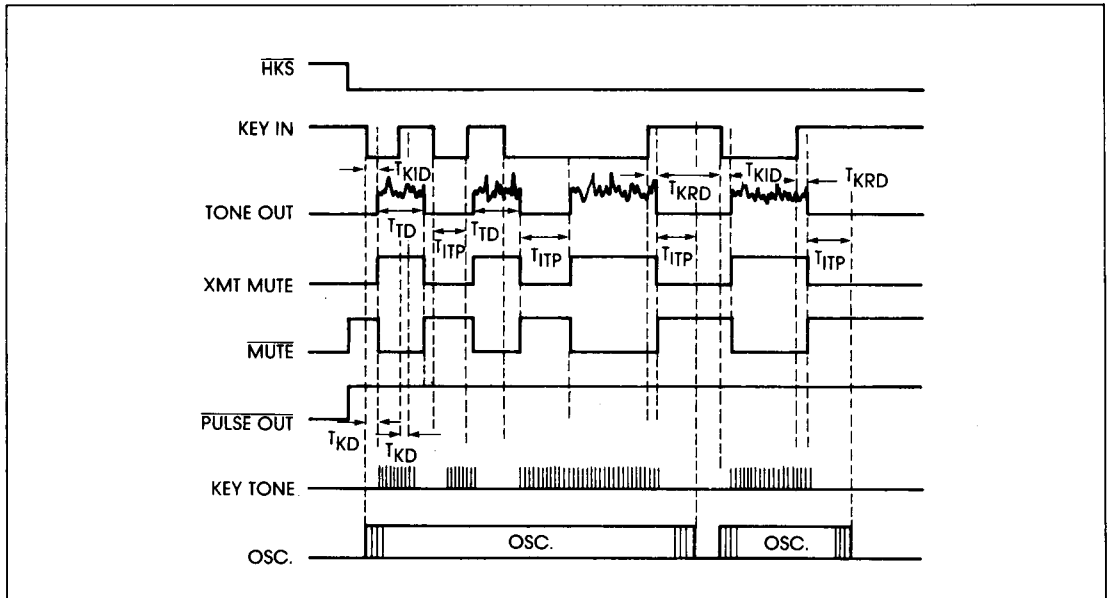 HKS
KEY IN
TKID
TKID
TKRD
TKRD
TONE OUT
TTD
TITP
TTD
TITP
TITP
TITP
XMT MUTE
MUTE
PULSE OUT
TKD
TKD
KEY TONE
OSC.
OSC.
OSC.